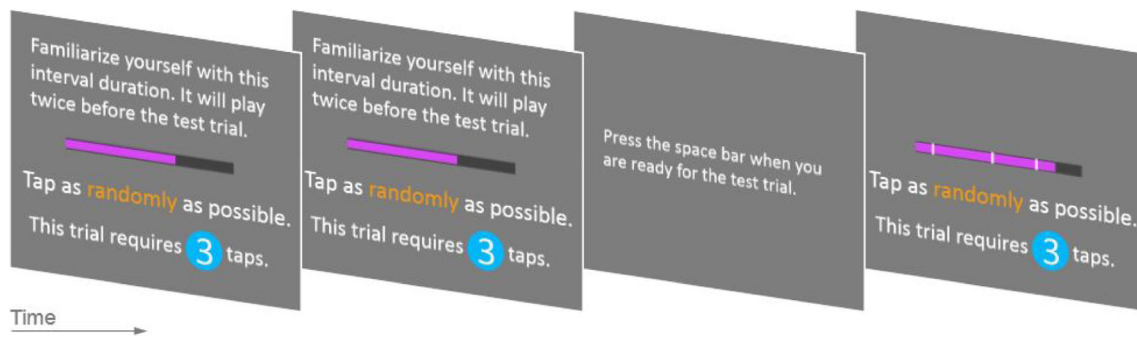 Familiarize yourself with this
interval duration. It will play
twice before the test trial.
Tap as randomly as possible.
This trial requires 3 taps.
Familiarize yourself with this
interval duration. It will play
twice before the test trial.
Tap as randomly as possible.
This trial requires 3 taps.
Press the space bar when you
are ready for the test trial.
Tap as randomly as possible.
This trial requires 3 taps.
Time